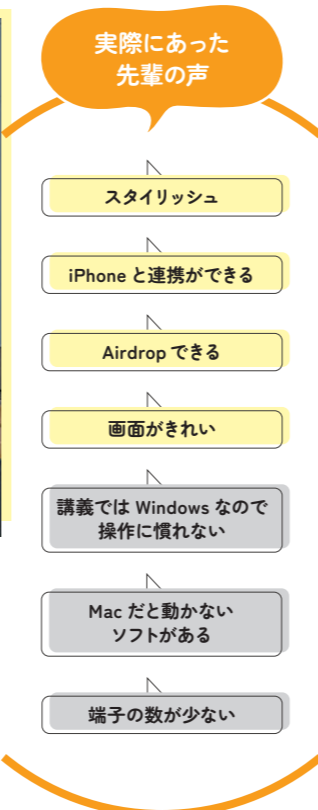 実際にあった
先輩の声
スタイリッシュ
iPhone と連携ができる
Airdrop できる
画面がきれい
講義では Windows なので
操作に慣れない
Mac だと動かない
ソフトがある
端子の数が少ない